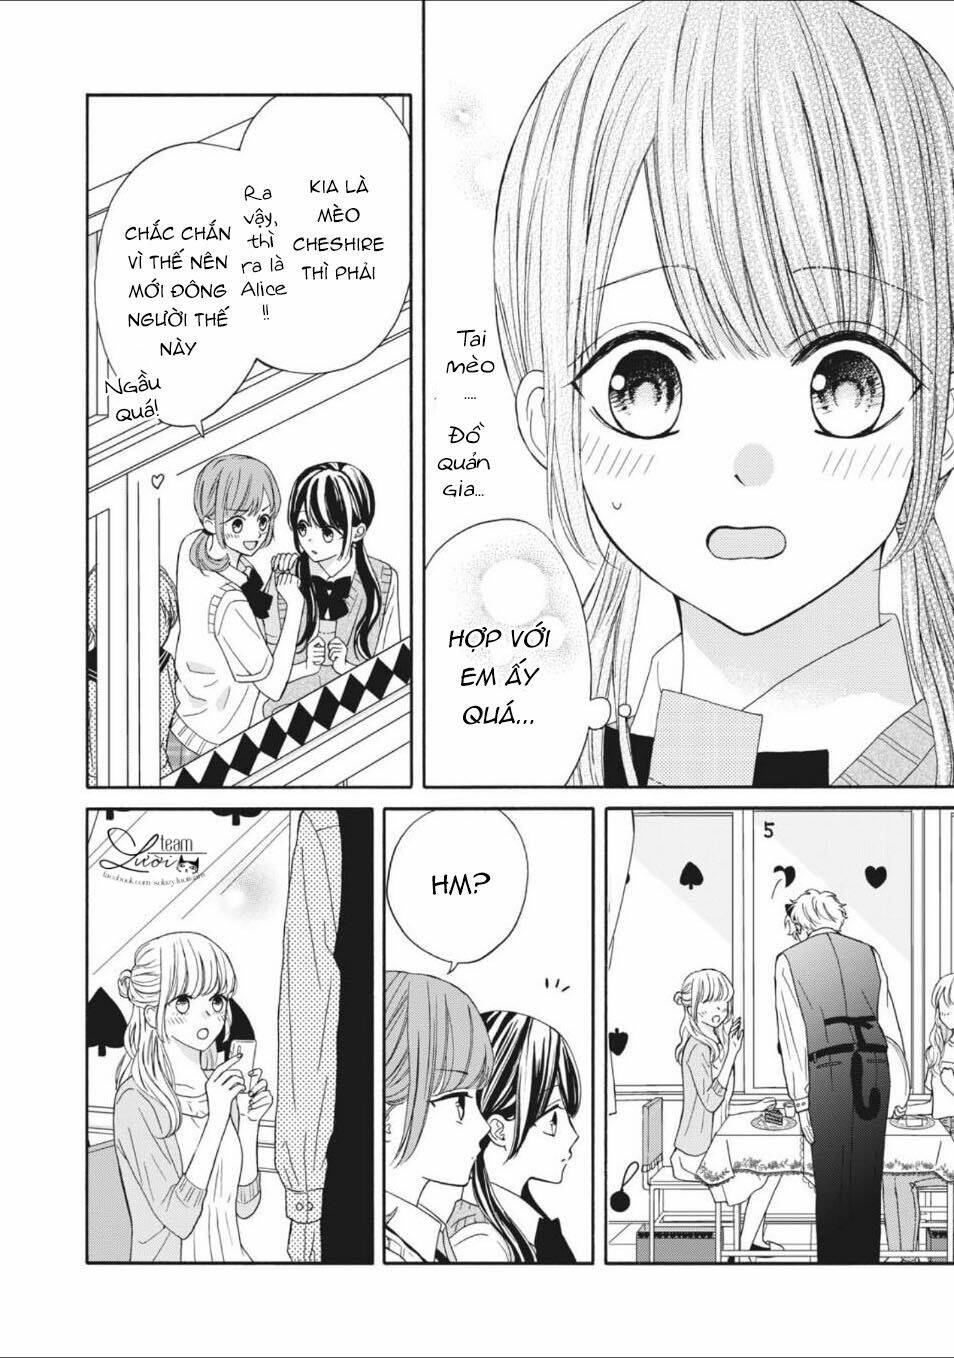 Tai
mèo
....
Đồ
quản
gia...
HỢP VỚI
EM ẤY
QUÁ...
KIA LÀ
MÈO
CHESHIRE
THÌ PHẢI
Ra
vậy,
thì
ra là
Alice
!!
CHẮC CHẮN
VÌ THẾ NÊN
MỚI ĐÔNG
NGƯỜI THẾ
NÀY
Ngầu
quá!
5
HM?
team
Lười